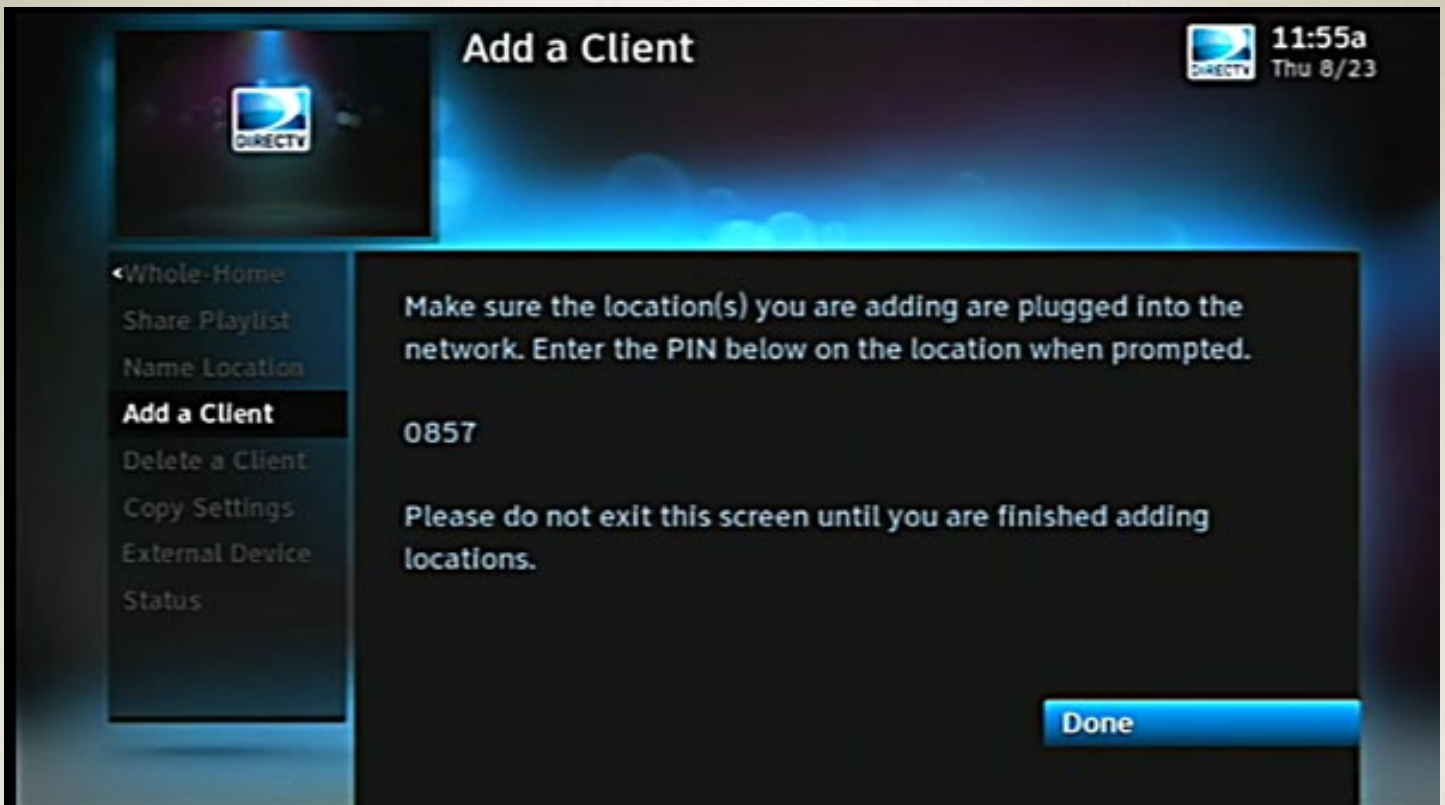 DIRECTV
Add a Client
DIRECTV
11:55a
Thu 8/23
<Whole-Home
Share Playlist
Name Location
Add a Client
Delete a Client
Copy Settings
External Device
Status
Make sure the location(s) you are adding are plugged into the
network. Enter the PIN below on the location when prompted.
0857
Please do not exit this screen until you are finished adding
locations.
Done